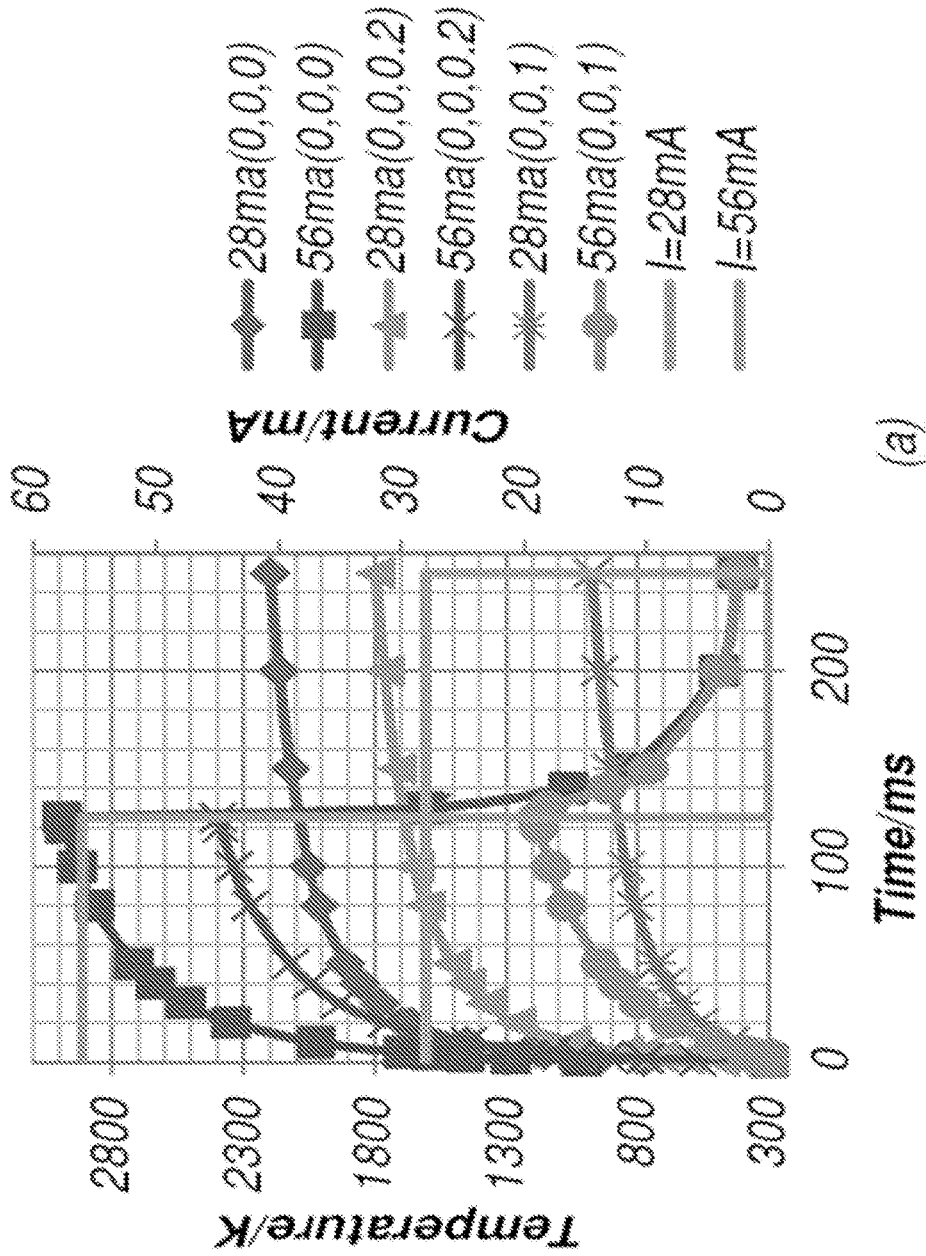 Temperature/K
2800
2300
1800
1300
800
300
0
100
200
Time/ms
60
50
40
30
20
10
0
Current/mA
28ma(0,0,0)
56ma(0,0,0)
28ma(0,0,0.2)
56ma(0,0,0.2)
28ma(0,0,1)
56ma(0,0,1)
I=28mA
I=56mA
(a)